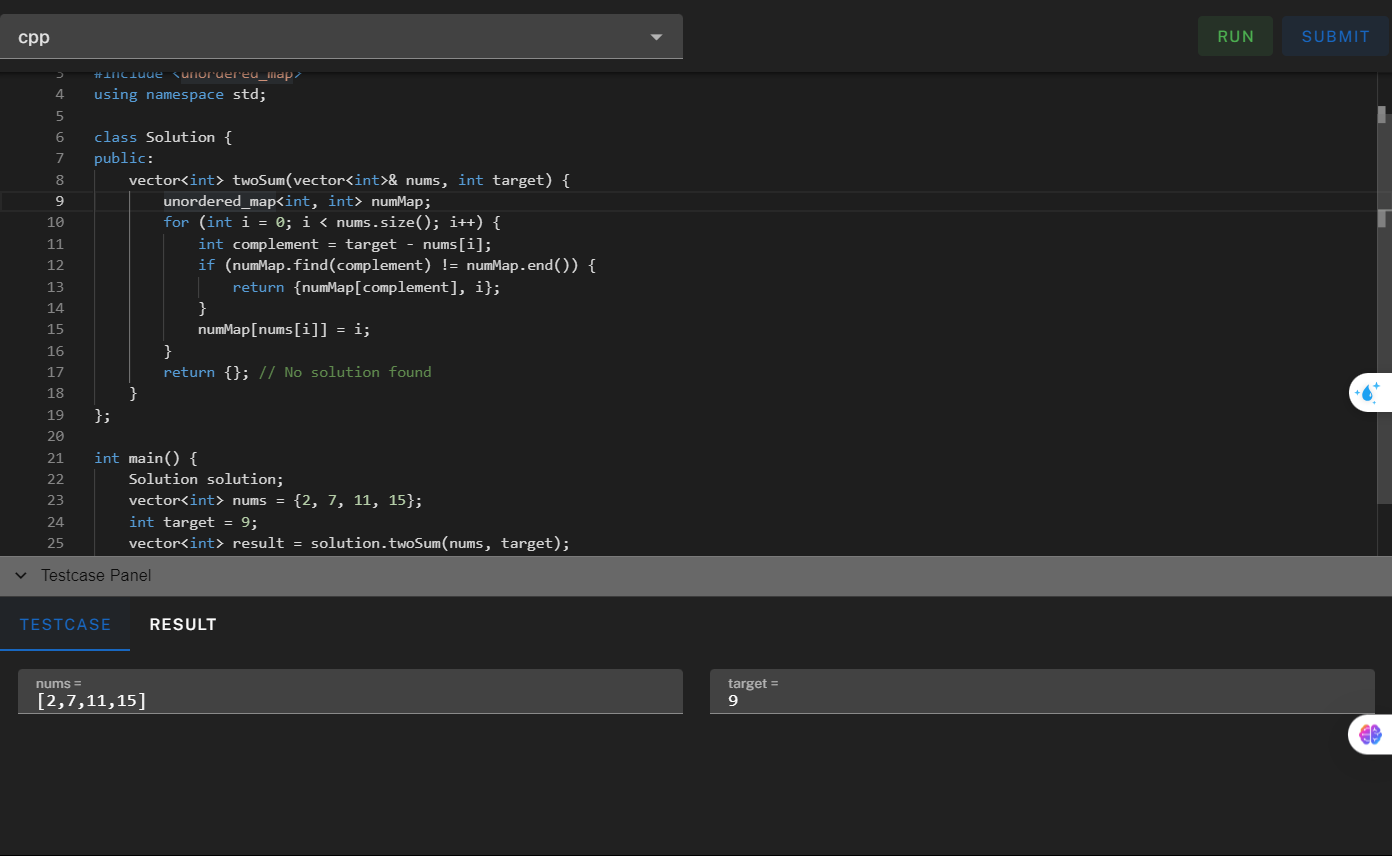 cpp
RUN
SUBMIT
3 #include <unordered_map>
4 using namespace std;
5
6 class Solution {
7 public:
8 vector<int> twoSum(vector<int>& nums, int target) {
9 unordered_map<int, int> numMap;
10 for (int i = 0; i < nums.size(); i++) {
11 int complement = target - nums[i];
12 if (numMap.find(complement) != numMap.end()) {
13 return {numMap[complement], i};
14 }
15 numMap[nums[i]] = i;
16 }
17 return {}; // No solution found
18 }
19 };
20
21 int main() {
22 Solution solution;
23 vector<int> nums = {2, 7, 11, 15};
24 int target = 9;
25 vector<int> result = solution.twoSum(nums, target);
Testcase Panel
TESTCASE
RESULT
nums =
[2,7,11,15]
target =
9